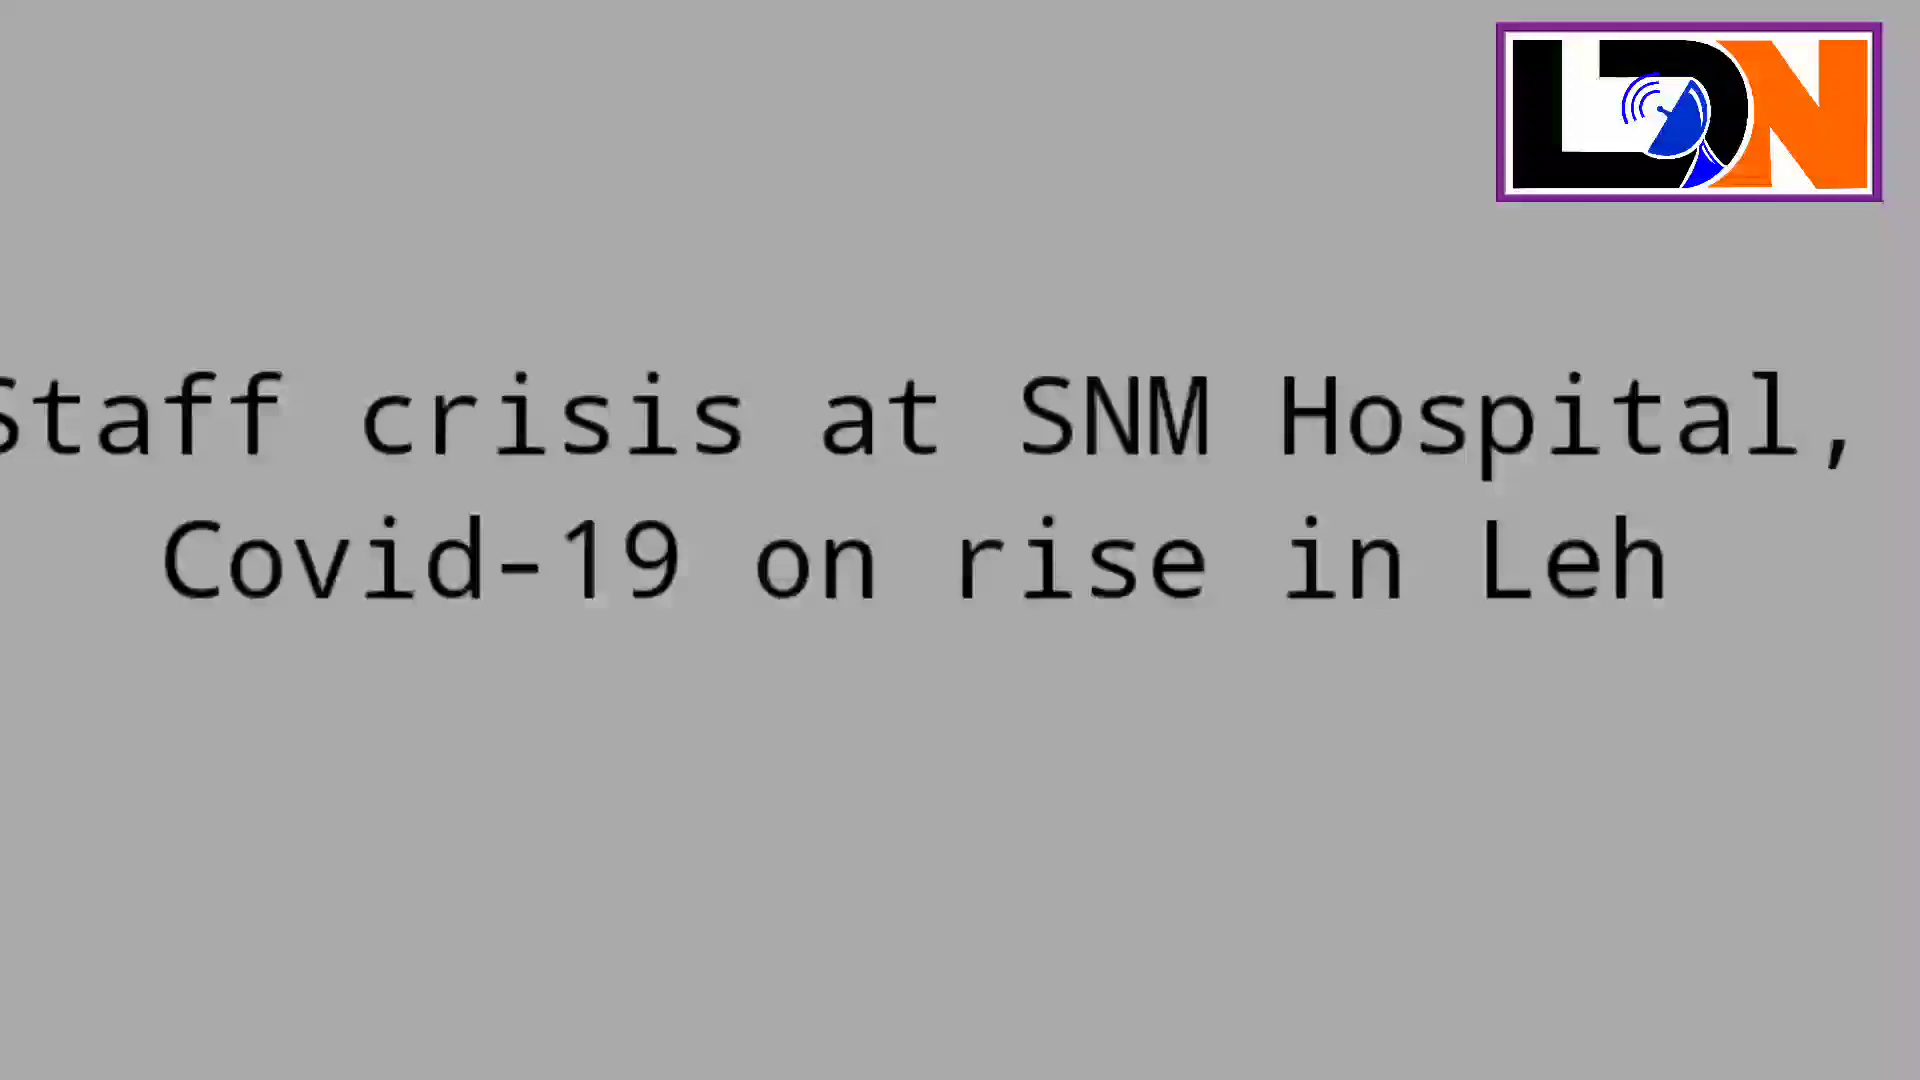 LDN
Staff crisis at SNM Hospital,
Covid-19 on rise in Leh